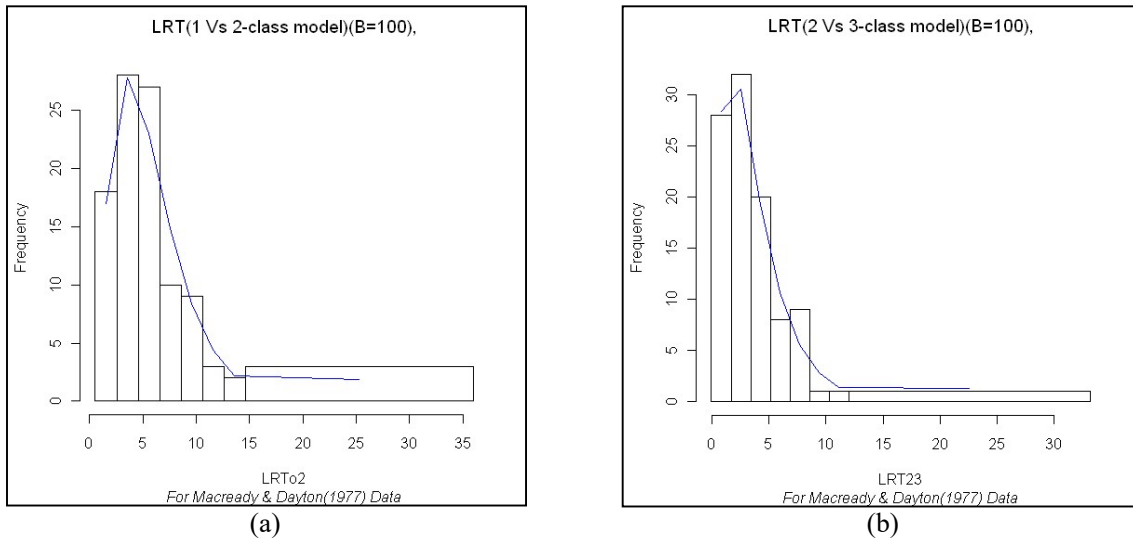 LRT(1 Vs 2-class model)(B=100),
Frequency
0 5 10 15 20 25
0 5 10 15 20 25 30 35
LRTo2
For Macready & Dayton(1977) Data
(a)
LRT(2 Vs 3-class model)(B=100),
Frequency
0 5 10 15 20 25 30
0 5 10 15 20 25 30
LRT23
For Macready & Dayton(1977) Data
(b)